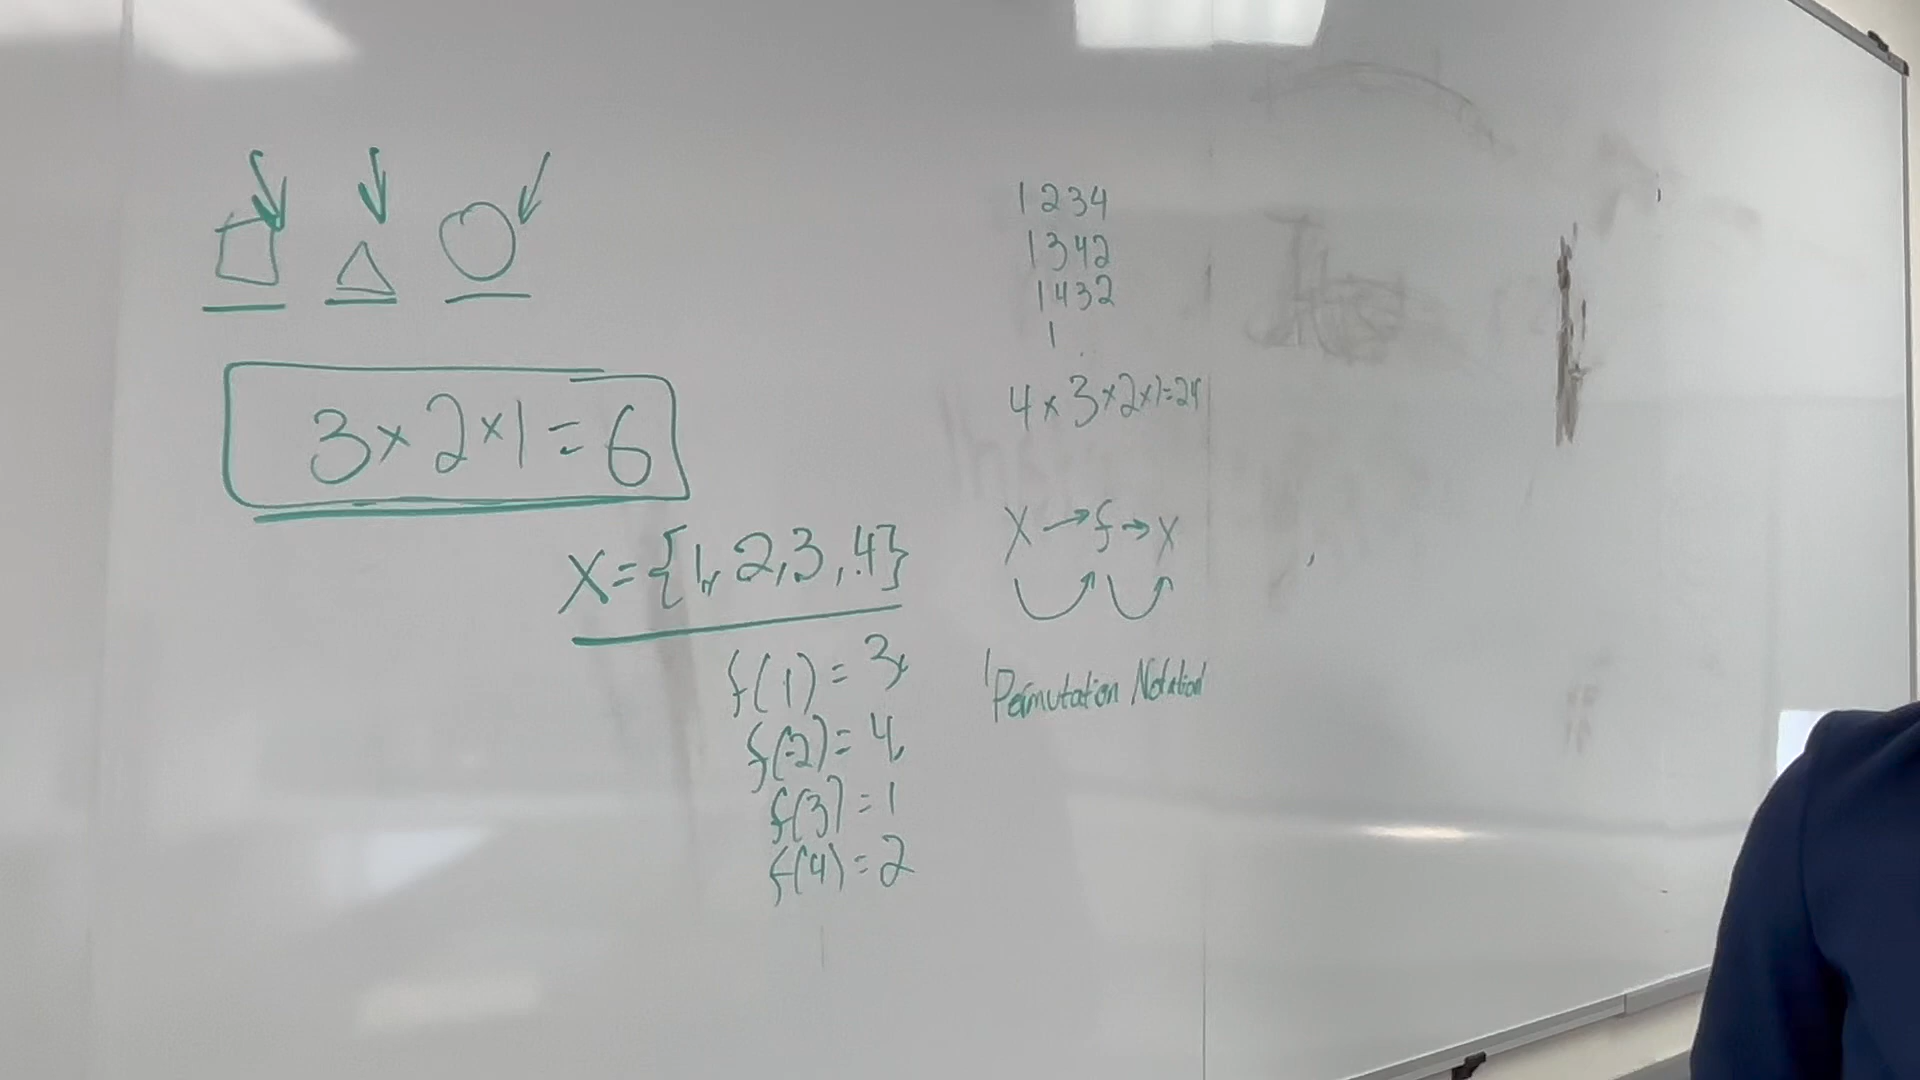 3×2×1=6
X={1,2,3,4}
f(1)=3
f(2)=4
f(3)=1
f(4)=2
1234
1342
1432
1
4×3×2×1=24
X→f→X
Permutation Notation